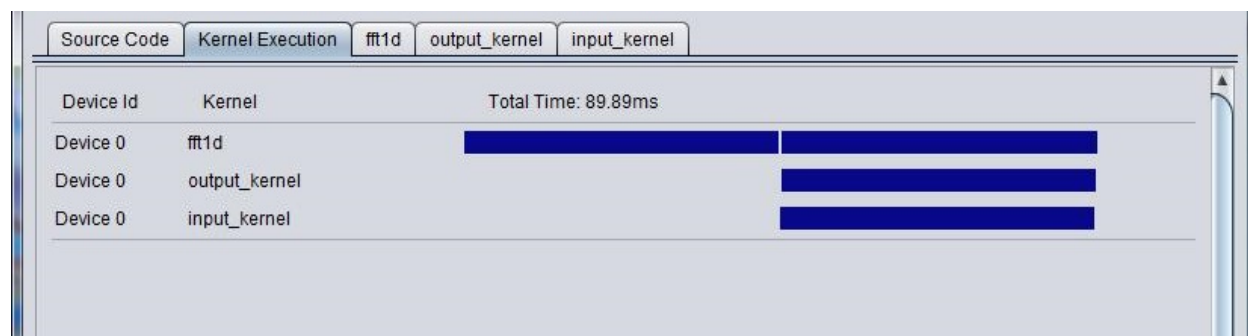 Source Code Kernel Execution fft1d output_kernel input_kernel
Device Id Kernel Total Time: 89.89ms
Device 0 fft1d
Device 0 output_kernel
Device 0 input_kernel